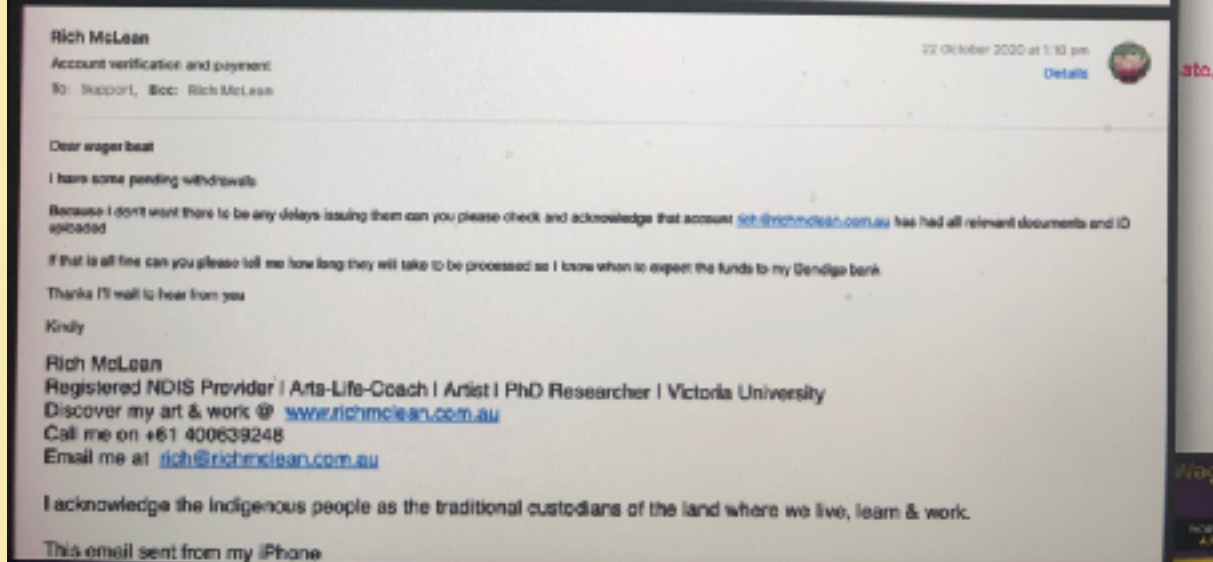 Rich McLean
22 October 2020 at 1:10 pm
Account verification and payment
Details
To: Support, Bcc: Rich McLean
ate,
Dear wager beat
I have some pending withdrawals
Because I don't want there to be any delays issuing them can you please check and acknowledge that account rich@richmclean.com.au has had all relevant documents and ID
uploaded
If that is all fine can you please tell me how long they will take to be processed so I know when to expect the funds to my Bendigo bank
Thanks I'll wait to hear from you
Kindly
Rich McLean
Registered NDIS Provider | Arts-Life-Coach | Artist | PhD Researcher | Victoria University
Discover my art & work @ www.richmclean.com.au
Call me on +61 400639248
Email me at rich@richmclean.com.au
I acknowledge the Indigenous people as the traditional custodians of the land where we live, learn & work.
This email sent from my iPhone
Wag